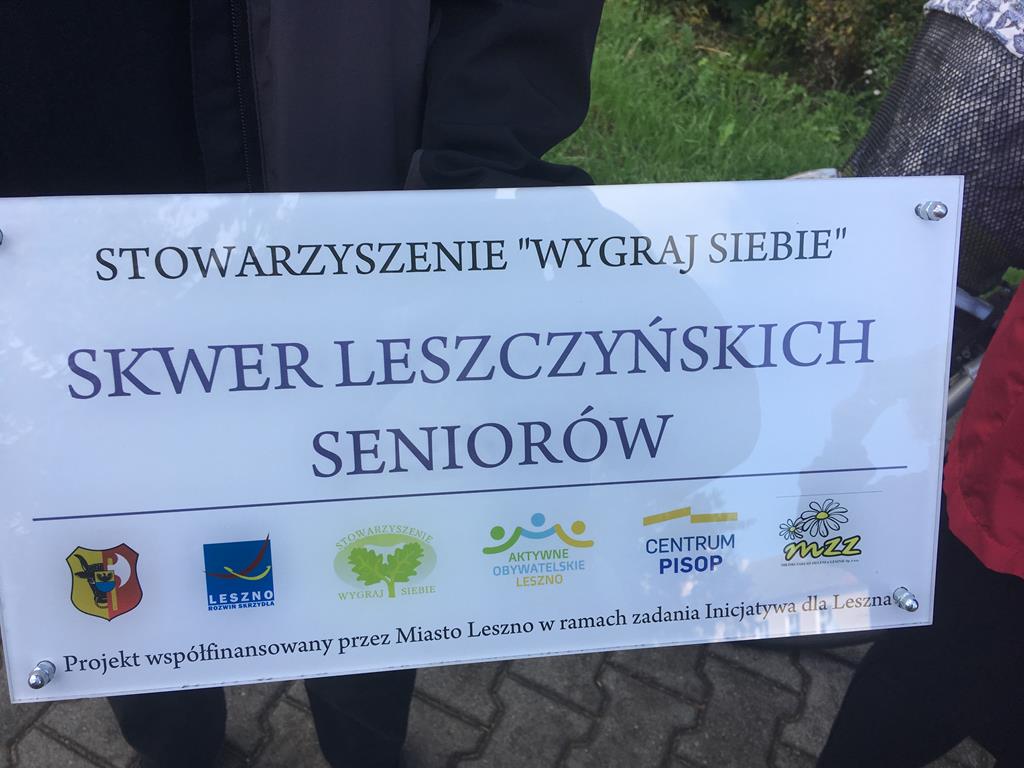 STOWARZYSZENIE "WYGRAJ SIEBIE"
SKWER LESZCZYŃSKICH
SENIORÓW
LESZNO
ROZWIŃ SKRZYDŁA
STOWARZYSZENIE
WYGRAJ SIEBIE
AKTYWNE
OBYWATELSKIE
LESZNO
CENTRUM
PISOP
mzz
Projekt współfinansowany przez Miasto Leszno w ramach zadania Inicjatywa dla Leszna